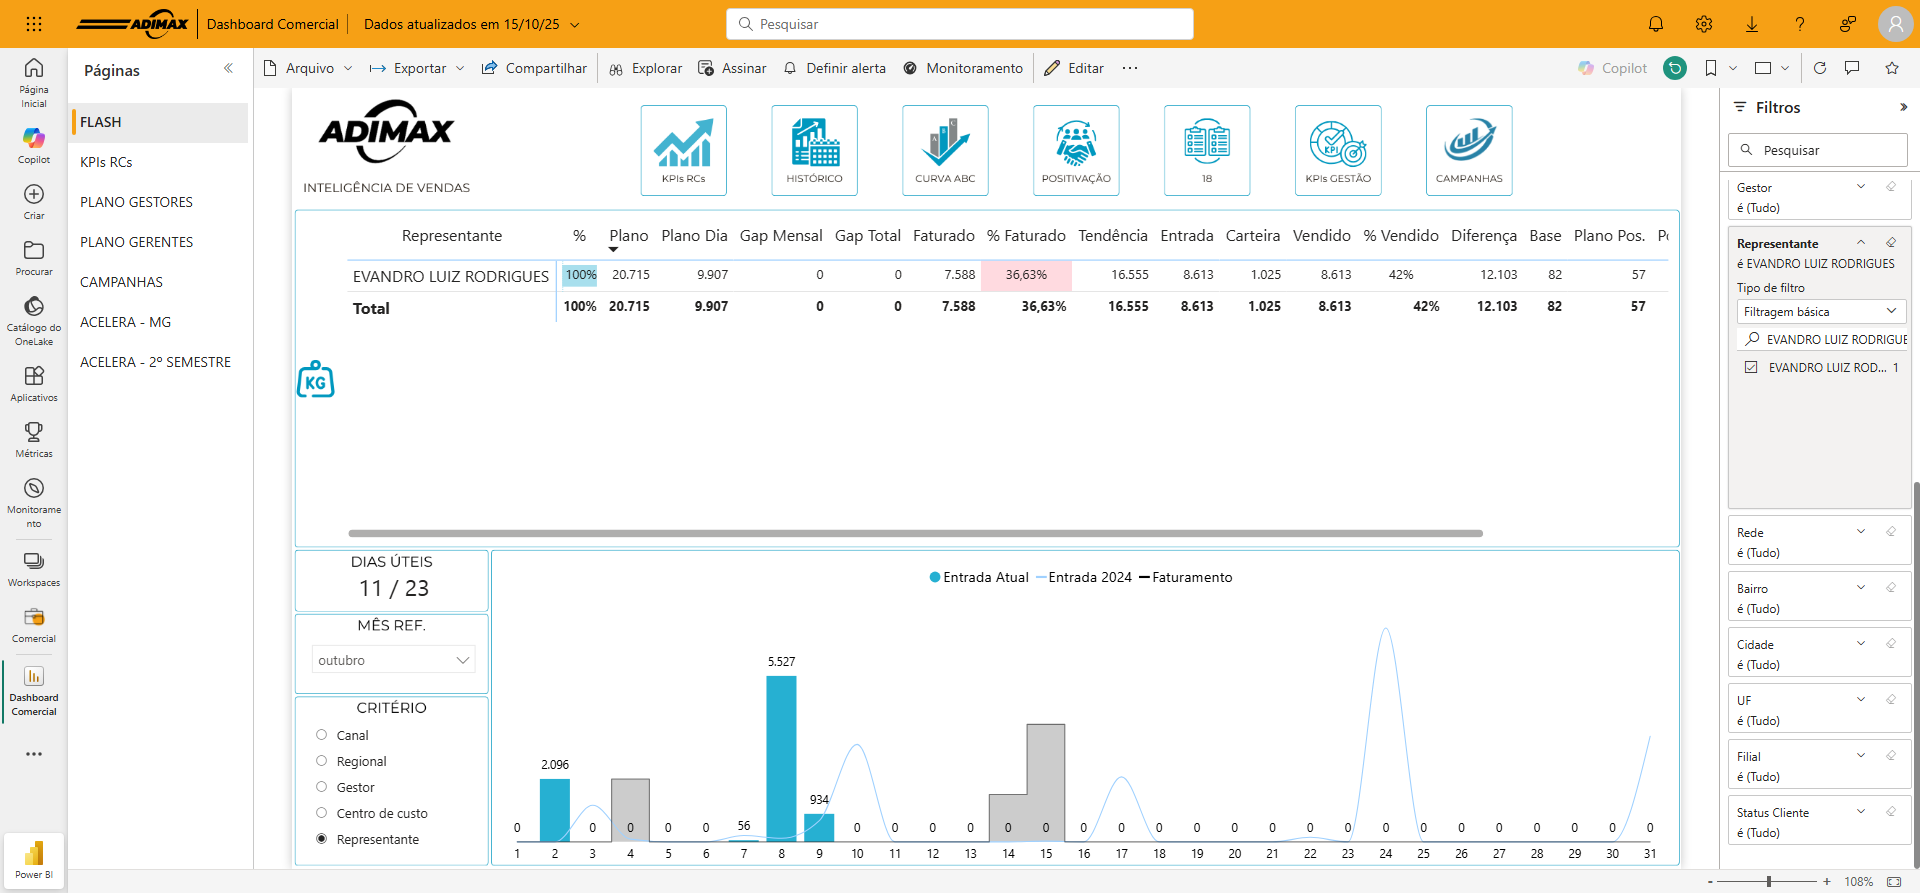 ADIMAX
Dashboard Comercial
Dados atualizados em 15/10/25
Pesquisar
Página Inicial
Copilot
Criar
Procurar
Catálogo do OneLake
Aplicativos
Métricas
Monitoramento
Workspaces
Comercial
Dashboard Comercial
Power BI
Páginas
FLASH
KPIs RCs
PLANO GESTORES
PLANO GERENTES
CAMPANHAS
ACELERA - MG
ACELERA - 2º SEMESTRE
Arquivo
Exportar
Compartilhar
Explorar
Assinar
Definir alerta
Monitoramento
Editar
Copilot
ADIMAX
INTELIGÊNCIA DE VENDAS
KPIs RCs
HISTÓRICO
A B C
CURVA ABC
POSITIVAÇÃO
18
KPI
KPIs GESTÃO
CAMPANHAS
Representante % Plano Plano Dia Gap Mensal Gap Total Faturado % Faturado Tendência Entrada Carteira Vendido % Vendido Diferença Base Plano Pos.
EVANDRO LUIZ RODRIGUES 100% 20.715 9.907 0 0 7.588 36,63% 16.555 8.613 1.025 8.613 42% 12.103 82 57
Total 100% 20.715 9.907 0 0 7.588 36,63% 16.555 8.613 1.025 8.613 42% 12.103 82 57
KG
DIAS ÚTEIS
11 / 23
MÊS REF.
outubro
CRITÉRIO
Canal
Regional
Gestor
Centro de custo
Representante
Entrada Atual Entrada 2024 Faturamento
0 2.096 0 0 0 0 56 5.527 934 0 0 0 0 0 0 0 0 0 0 0 0 0 0 0 0 0 0 0 0 0 0
1 2 3 4 5 6 7 8 9 10 11 12 13 14 15 16 17 18 19 20 21 22 23 24 25 26 27 28 29 30 31
Filtros
Pesquisar
Gestor
é (Tudo)
Representante
é EVANDRO LUIZ RODRIGUES
Tipo de filtro
Filtragem básica
EVANDRO LUIZ RODRIGUE
EVANDRO LUIZ ROD... 1
Rede
é (Tudo)
Bairro
é (Tudo)
Cidade
é (Tudo)
UF
é (Tudo)
Filial
é (Tudo)
Status Cliente
é (Tudo)
- + 108%